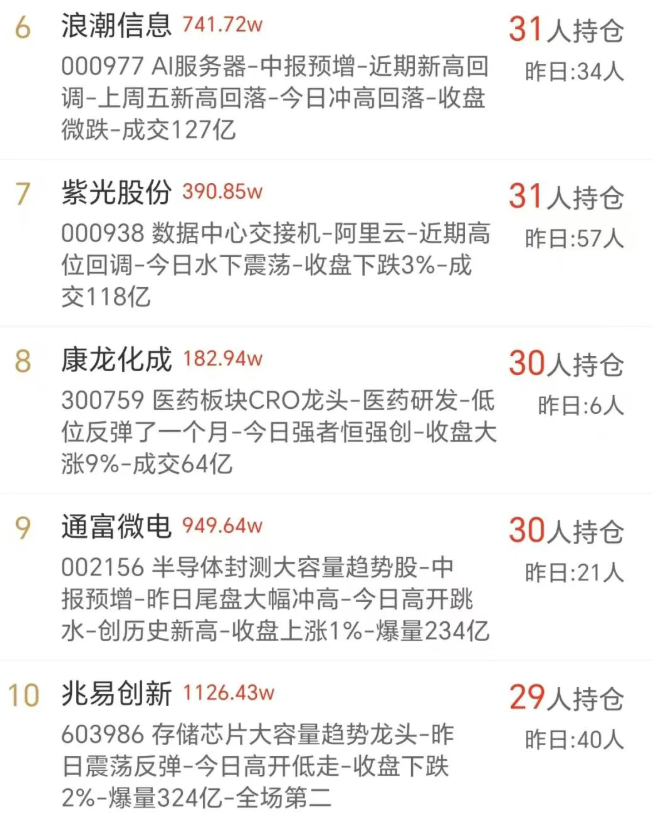 6 浪潮信息 741.72w 31人持仓
000977 AI服务器-中报预增-近期新高回 昨日:34人
调-上周五新高回落-今日冲高回落-收盘
微跌-成交127亿
7 紫光股份 390.85w 31人持仓
000938 数据中心交接机-阿里云-近期高 昨日:57人
位回调-今日水下震荡-收盘下跌3%-成
交118亿
8 康龙化成 182.94w 30人持仓
300759 医药板块CRO龙头-医药研发-低 昨日:6人
位反弹了一个月-今日强者恒强创-收盘大
涨9%-成交64亿
9 通富微电 949.64w 30人持仓
002156 半导体封测大容量趋势股-中 昨日:21人
报预增-昨日尾盘大幅冲高-今日高开跳
水-创历史新高-收盘上涨1%-爆量234亿
10 兆易创新 1126.43w 29人持仓
603986 存储芯片大容量趋势龙头-昨 昨日:40人
日震荡反弹-今日高开低走-收盘下跌
2%-爆量324亿-全场第二